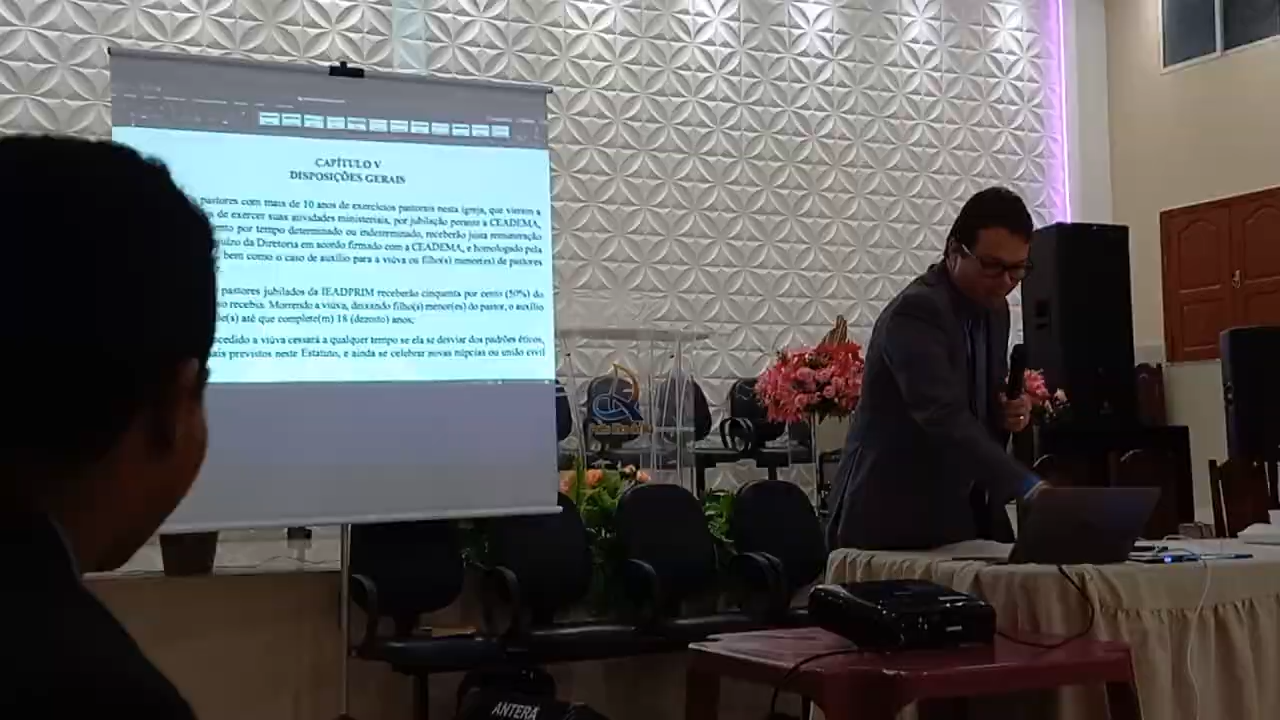 CAPÍTULO V
DISPOSIÇÕES GERAIS
pastores com mais de 10 anos de exercícios pastorais nesta igreja, que vieram a
de exercer suas atividades ministeriais, por jubilação perante a CEADEMA,
por tempo determinado ou indeterminado, receberão justa remuneração
juízo da Diretoria em acordo firmado com a CEADEMA, e homologado pela
bem como o caso de auxílio para a viúva ou filho(s) menor(es) de pastores
pastores jubilados da IEADPRIM receberão cinquenta por cento (50%) do
recebia. Morrendo a viúva, deixando filho(s) menor(es) do pastor, o auxílio
até que complete(m) 18 (dezoito) anos;
a viúva cessará a qualquer tempo se ela se desviar dos padrões éticos,
previstos neste Estatuto, e ainda se celebrar novas núpcias ou união civil
ANTERA